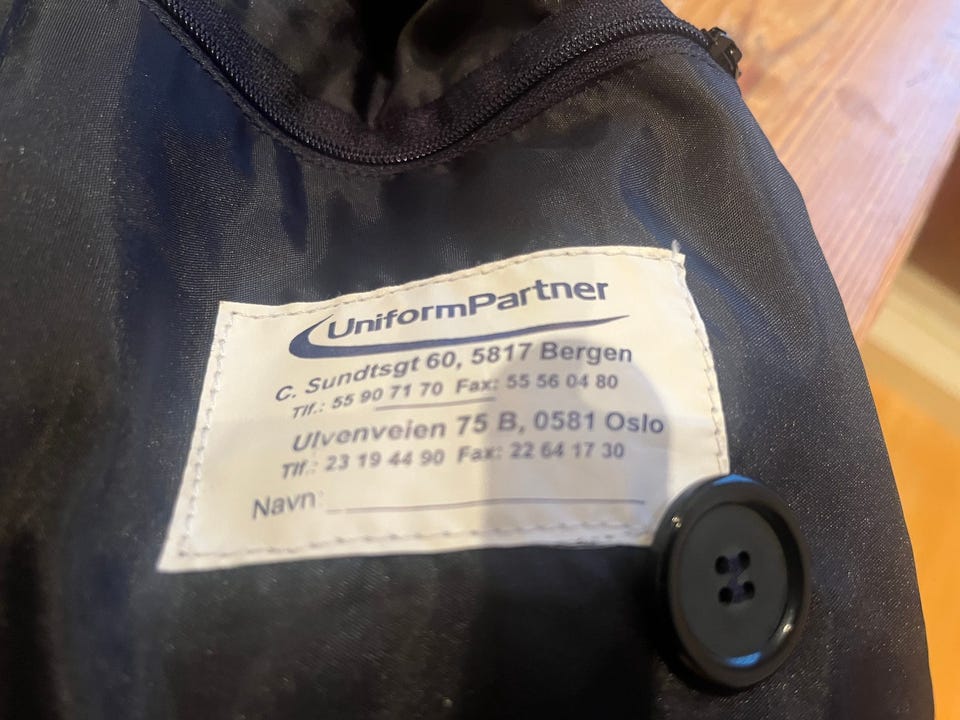 UniformPartner
C. Sundtsgt 60, 5817 Bergen
Tlf.: 55 90 71 70 Fax: 55 56 04 80
Ulvenveien 75 B, 0581 Oslo
Tlf.: 23 19 44 90 Fax: 22 64 17 30
Navn: